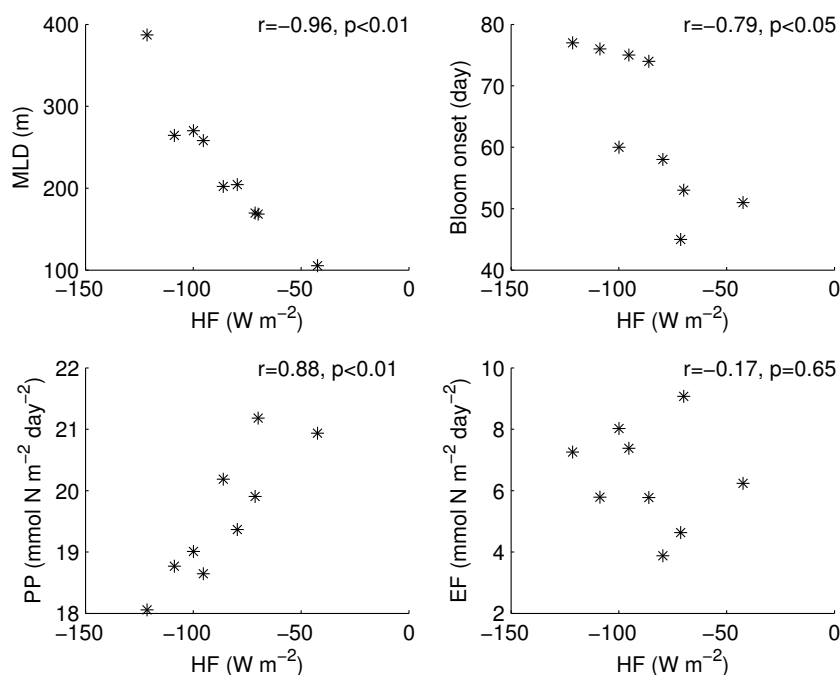 r=−0.96, p<0.01
MLD (m)
400
300
200
100
−150
−100
−50
0
HF (W m⁻²)
r=−0.79, p<0.05
Bloom onset (day)
80
70
60
50
40
−150
−100
−50
0
HF (W m⁻²)
r=0.88, p<0.01
PP (mmol N m⁻² day⁻²)
22
21
20
19
18
−150
−100
−50
0
HF (W m⁻²)
r=−0.17, p=0.65
EF (mmol N m⁻² day⁻²)
10
8
6
4
2
−150
−100
−50
0
HF (W m⁻²)